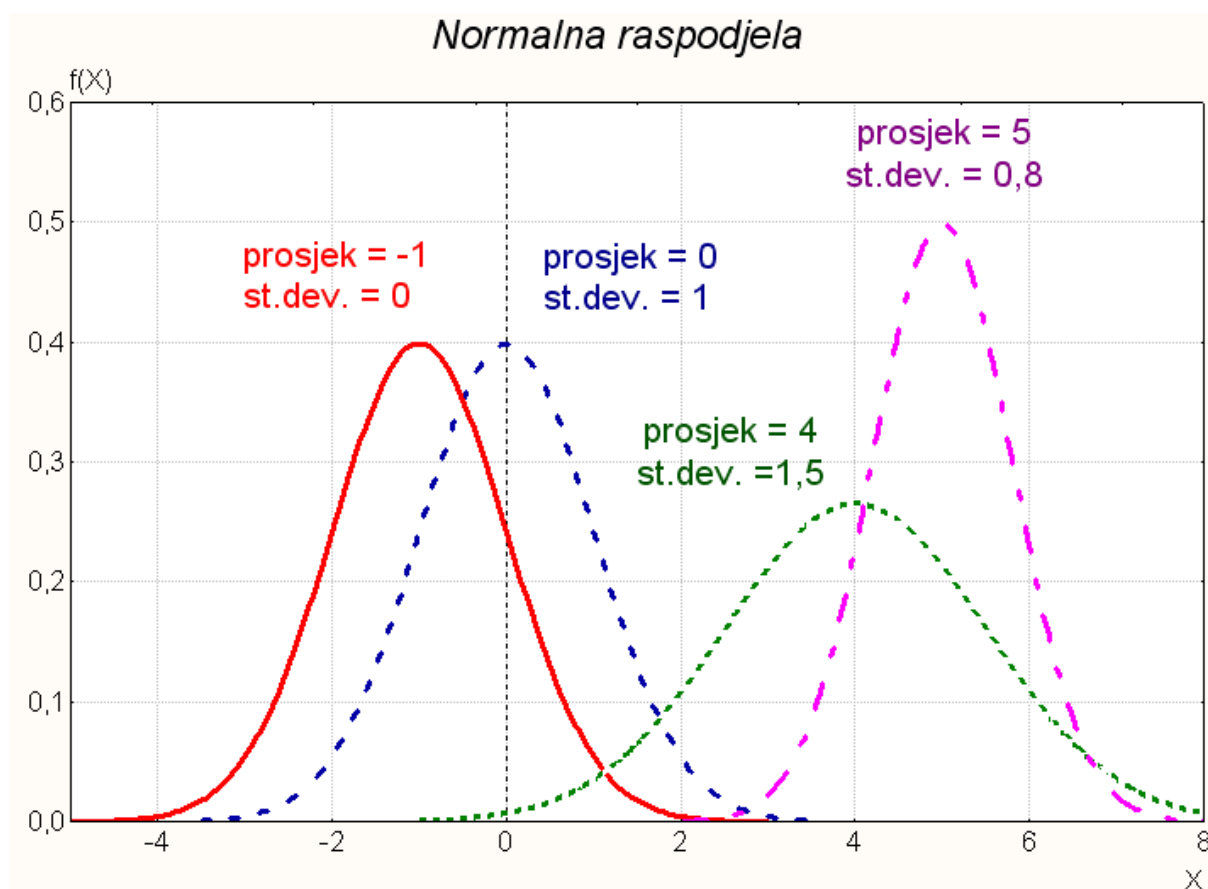 Normalna raspodjela
f(X)
0,6
0,5
0,4
0,3
0,2
0,1
0,0
prosjek = -1
st.dev. = 0
prosjek = 0
st.dev. = 1
prosjek = 4
st.dev. =1,5
prosjek = 5
st.dev. = 0,8
-4
-2
0
2
4
6
8
X